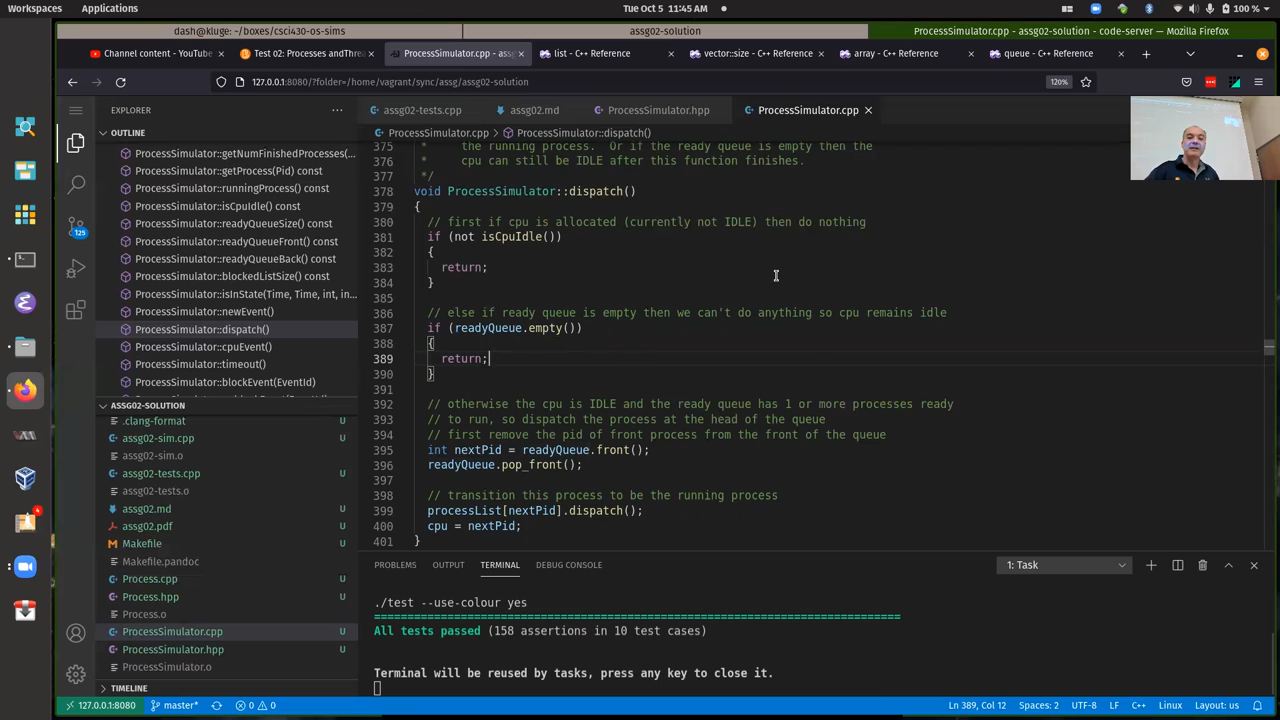 Workspaces Applications Tue Oct 5 11:45 AM 100 %
dash@kluge: ~/boxes/csci430-os-sims assg02-solution ProcessSimulator.cpp - assg02-solution - code-server — Mozilla Firefox
Channel content - YouTube Test 02: Processes andThrea ProcessSimulator.cpp - assg list - C++ Reference vector::size - C++ Reference array - C++ Reference queue - C++ Reference
127.0.0.1:8080/?folder=/home/vagrant/sync/assg/assg02-solution 120%
EXPLORER
assg02-tests.cpp assg02.md ProcessSimulator.hpp ProcessSimulator.cpp
OUTLINE
ProcessSimulator.cpp > ProcessSimulator::dispatch()
ProcessSimulator::getNumFinishedProcesses(...
ProcessSimulator::getProcess(Pid) const
ProcessSimulator::runningProcess() const
ProcessSimulator::isCpuIdle() const
ProcessSimulator::readyQueueSize() const
ProcessSimulator::readyQueueFront() const
ProcessSimulator::readyQueueBack() const
ProcessSimulator::blockedListSize() const
ProcessSimulator::isInState(Time, Time, int, in...
ProcessSimulator::newEvent()
ProcessSimulator::dispatch()
ProcessSimulator::cpuEvent()
ProcessSimulator::timeout()
ProcessSimulator::blockEvent(EventId)
125
ASSG02-SOLUTION
.clang-format U
assg02-sim.cpp U
assg02-sim.o
assg02-tests.cpp U
assg02-tests.o
assg02.md U
assg02.pdf U
Makefile U
Makefile.pandoc
Process.cpp U
Process.hpp U
Process.o
ProcessSimulator.cpp U
ProcessSimulator.hpp U
ProcessSimulator.o
TIMELINE
375 * the running process. Or if the ready queue is empty then the
376 * cpu can still be IDLE after this function finishes.
377 */
378 void ProcessSimulator::dispatch()
379 {
380 // first if cpu is allocated (currently not IDLE) then do nothing
381 if (not isCpuIdle())
382 {
383 return;
384 }
385
386 // else if ready queue is empty then we can't do anything so cpu remains idle
387 if (readyQueue.empty())
388 {
389 return;
390 }
391
392 // otherwise the cpu is IDLE and the ready queue has 1 or more processes ready
393 // to run, so dispatch the process at the head of the queue
394 // first remove the pid of front process from the front of the queue
395 int nextPid = readyQueue.front();
396 readyQueue.pop_front();
397
398 // transition this process to be the running process
399 processList[nextPid].dispatch();
400 cpu = nextPid;
401 }
PROBLEMS OUTPUT TERMINAL DEBUG CONSOLE 1: Task
./test --use-colour yes
===============================================================================
All tests passed (158 assertions in 10 test cases)
Terminal will be reused by tasks, press any key to close it.
4
127.0.0.1:8080 master* 0 0 Ln 389, Col 12 Spaces: 2 UTF-8 LF C++ Linux Layout: us